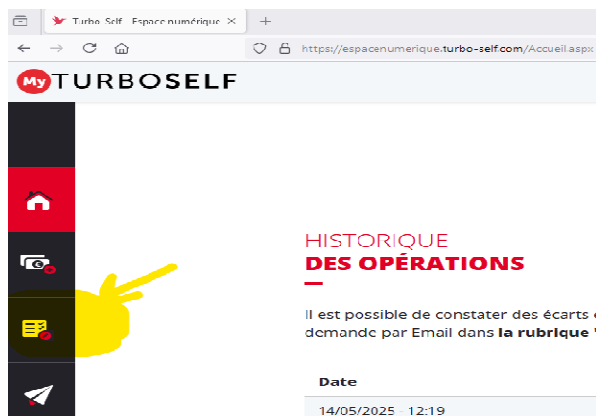 Turbo-Self - Espace numérique
https://espacenumerique.turbo-self.com/Accueil.aspx
My TURBOSELF
HISTORIQUE
DES OPÉRATIONS
Il est possible de constater des écarts
demande par Email dans la rubrique
Date
14/05/2025 - 12:19